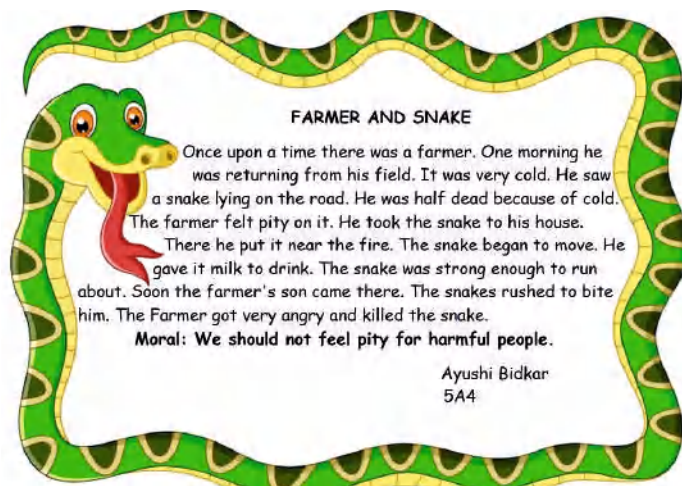 FARMER AND SNAKE
Once upon a time there was a farmer. One morning he
was returning from his field. It was very cold. He saw
a snake lying on the road. He was half dead because of cold.
The farmer felt pity on it. He took the snake to his house.
There he put it near the fire. The snake began to move. He
gave it milk to drink. The snake was strong enough to run
about. Soon the farmer's son came there. The snakes rushed to bite
him. The Farmer got very angry and killed the snake.
Moral: We should not feel pity for harmful people.
Ayushi Bidkar
5A4